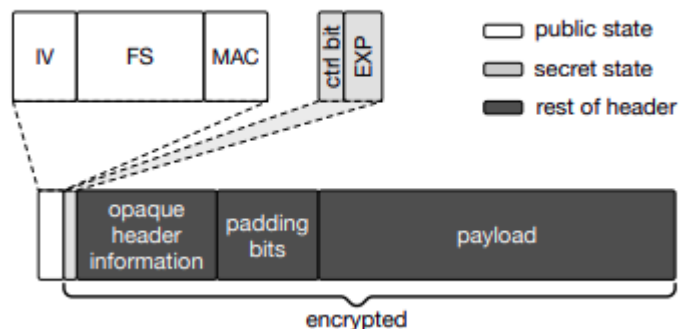 IV
FS
MAC
ctrl bit
EXP
public state
secret state
rest of header
opaque
header
information
padding
bits
payload
encrypted